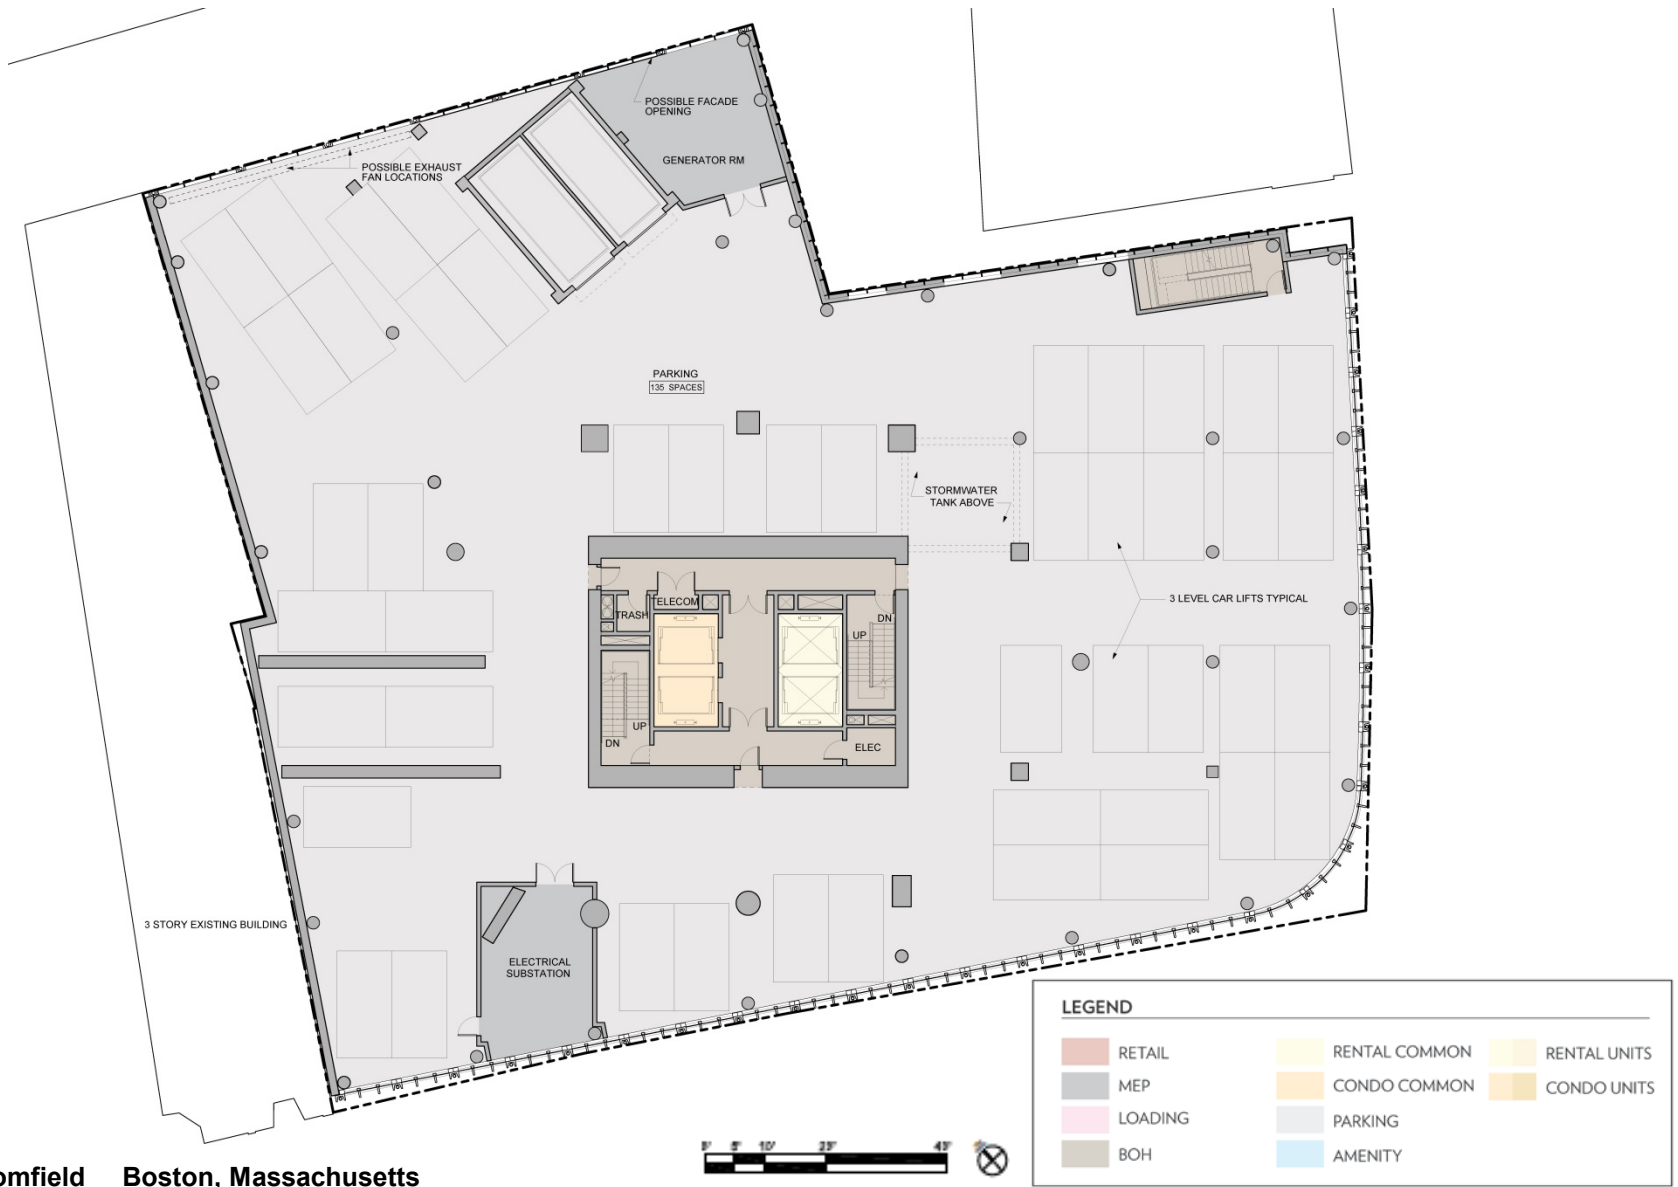 POSSIBLE FACADE
OPENING
POSSIBLE EXHAUST
FAN LOCATIONS
GENERATOR RM
PARKING
135 SPACES
STORMWATER
TANK ABOVE
3 LEVEL CAR LIFTS TYPICAL
TELECOM
TRASH
DN
UP
UP
DN
ELEC
3 STORY EXISTING BUILDING
ELECTRICAL
SUBSTATION
LEGEND
RETAIL
MEP
LOADING
BOH
RENTAL COMMON
CONDO COMMON
PARKING
AMENITY
RENTAL UNITS
CONDO UNITS
omfield Boston, Massachusetts